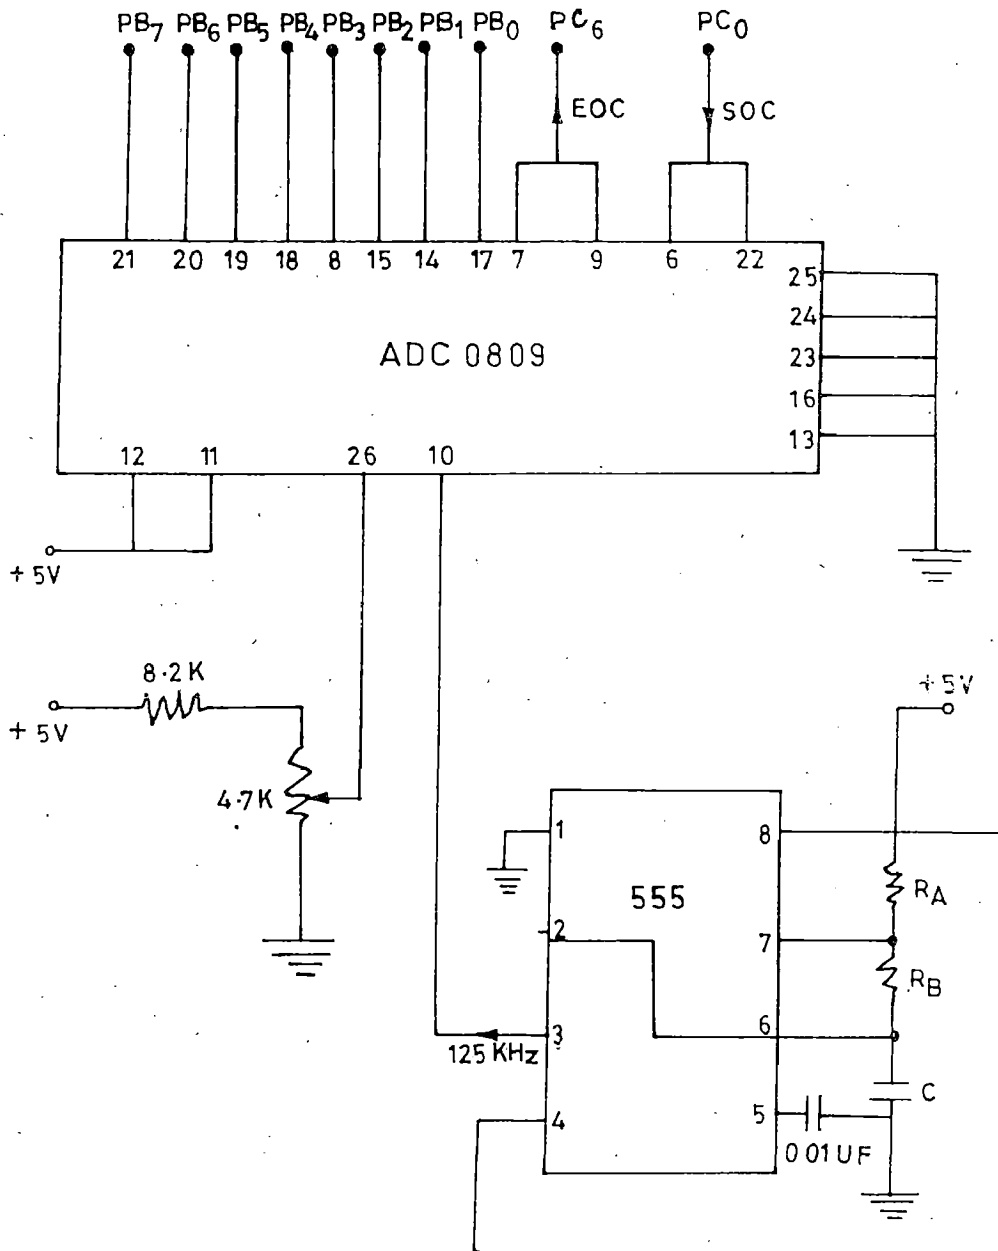 PB7 PB6 PB5 PB4 PB3 PB2 PB1 PB0 PC6 PC0
EOC SOC
21 20 19 18 8 15 14 17 7 9 6 22
25
24
ADC 0809
23
16
13
12 11 26 10
+5V
8.2K
+5V
+5V
4.7K
1 8
555 RA
2 7
RB
3 6
125 KHz
C
4 5
0 01UF